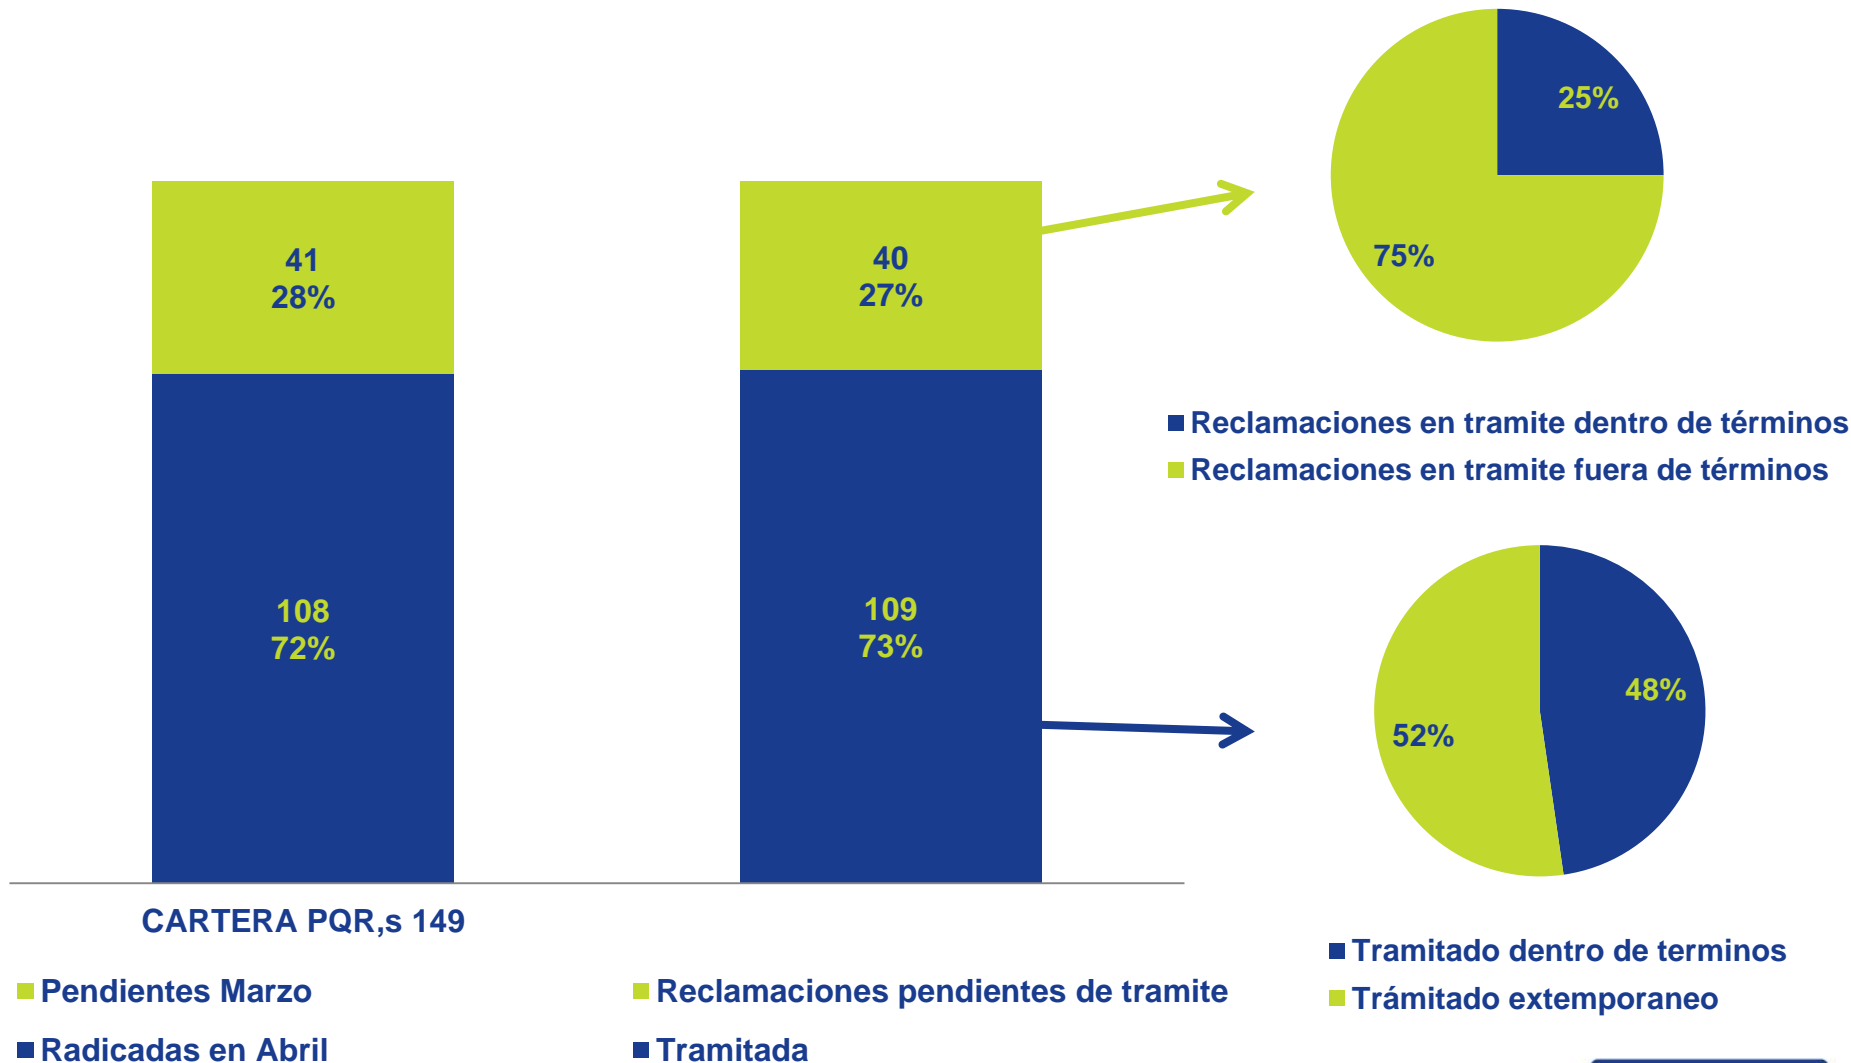 41
28%
108
72%
CARTERA PQR,s 149
Pendientes Marzo
Radicadas en Abril
40
27%
109
73%
Reclamaciones pendientes de tramite
Tramitada
25%
75%
Reclamaciones en tramite dentro de términos
Reclamaciones en tramite fuera de términos
48%
52%
Tramitado dentro de terminos
Trámitado extemporaneo